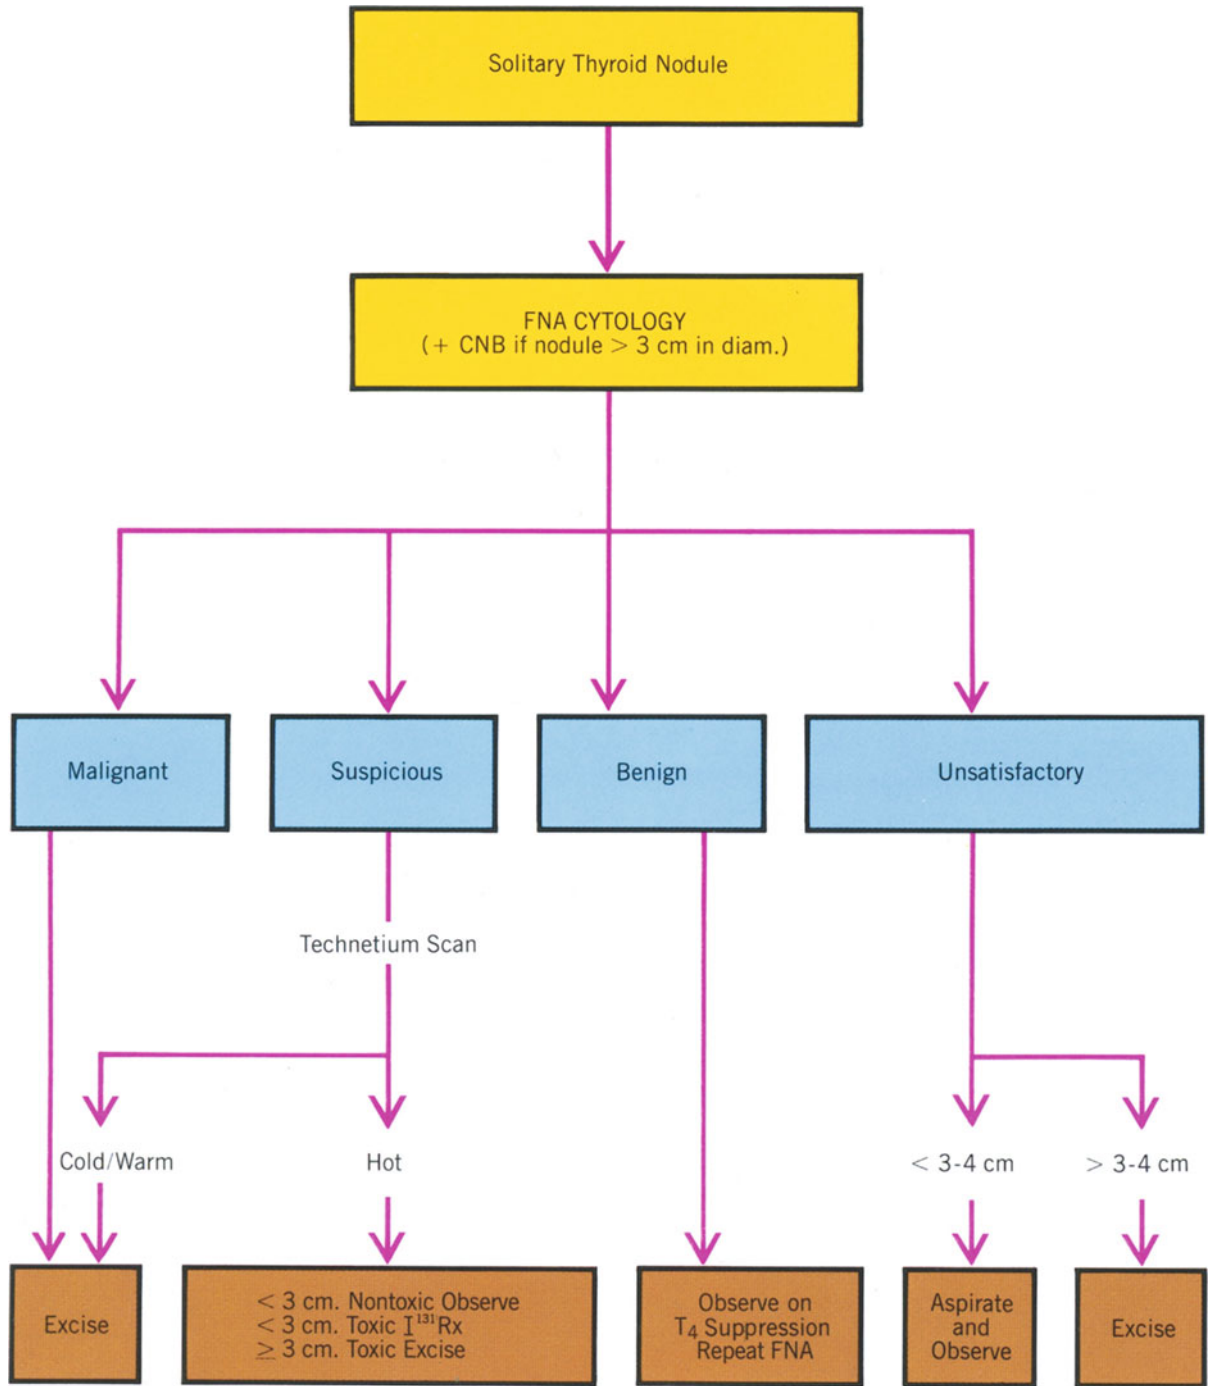 Solitary Thyroid Nodule
FNA CYTOLOGY
(+ CNB if nodule > 3 cm in diam.)
Malignant
Suspicious
Benign
Unsatisfactory
Technetium Scan
Cold/Warm
Hot
< 3-4 cm
> 3-4 cm
Excise
< 3 cm. Nontoxic Observe
< 3 cm. Toxic I¹³¹Rx
≥ 3 cm. Toxic Excise
Observe on
T₄ Suppression
Repeat FNA
Aspirate
and
Observe
Excise